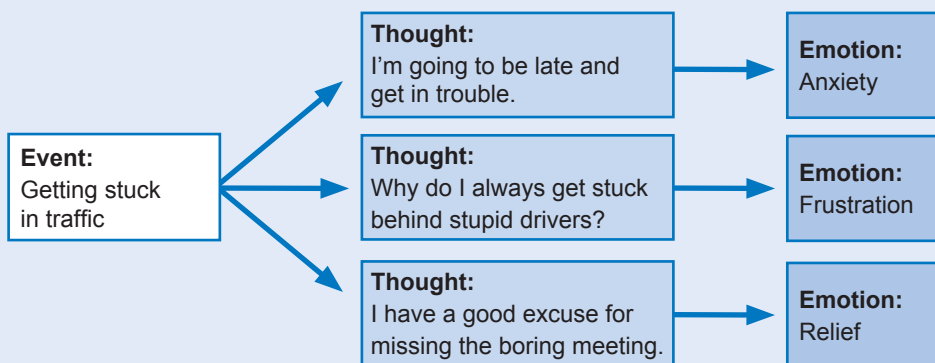 Event:
Getting stuck
in traffic
Thought:
I'm going to be late and
get in trouble.
Emotion:
Anxiety
Thought:
Why do I always get stuck
behind stupid drivers?
Emotion:
Frustration
Thought:
I have a good excuse for
missing the boring meeting.
Emotion:
Relief